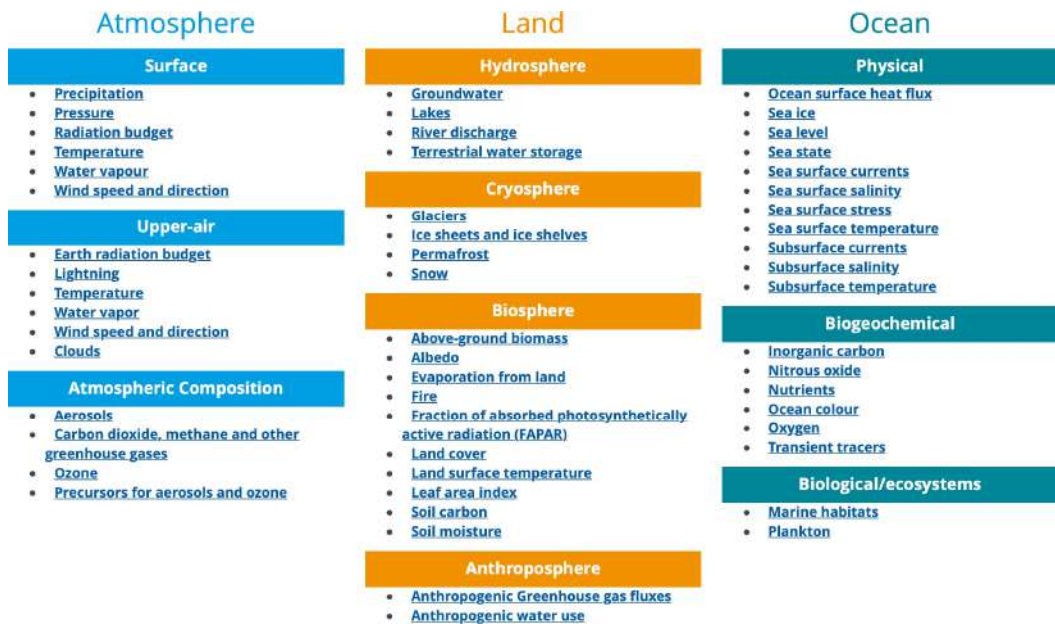 Atmosphere
Surface
Precipitation
Pressure
Radiation budget
Temperature
Water vapour
Wind speed and direction
Upper-air
Earth radiation budget
Lightning
Temperature
Water vapor
Wind speed and direction
Clouds
Atmospheric Composition
Aerosols
Carbon dioxide, methane and other
greenhouse gases
Ozone
Precursors for aerosols and ozone
Land
Hydrosphere
Groundwater
Lakes
River discharge
Terrestrial water storage
Cryosphere
Glaciers
Ice sheets and ice shelves
Permafrost
Snow
Biosphere
Above-ground biomass
Albedo
Evaporation from land
Fire
Fraction of absorbed photosynthetically
active radiation (FAPAR)
Land cover
Land surface temperature
Leaf area index
Soil carbon
Soil moisture
Anthroposphere
Anthropogenic Greenhouse gas fluxes
Anthropogenic water use
Ocean
Physical
Ocean surface heat flux
Sea ice
Sea level
Sea state
Sea surface currents
Sea surface salinity
Sea surface stress
Sea surface temperature
Subsurface currents
Subsurface salinity
Subsurface temperature
Biogeochemical
Inorganic carbon
Nitrous oxide
Nutrients
Ocean colour
Oxygen
Transient tracers
Biological/ecosystems
Marine habitats
Plankton